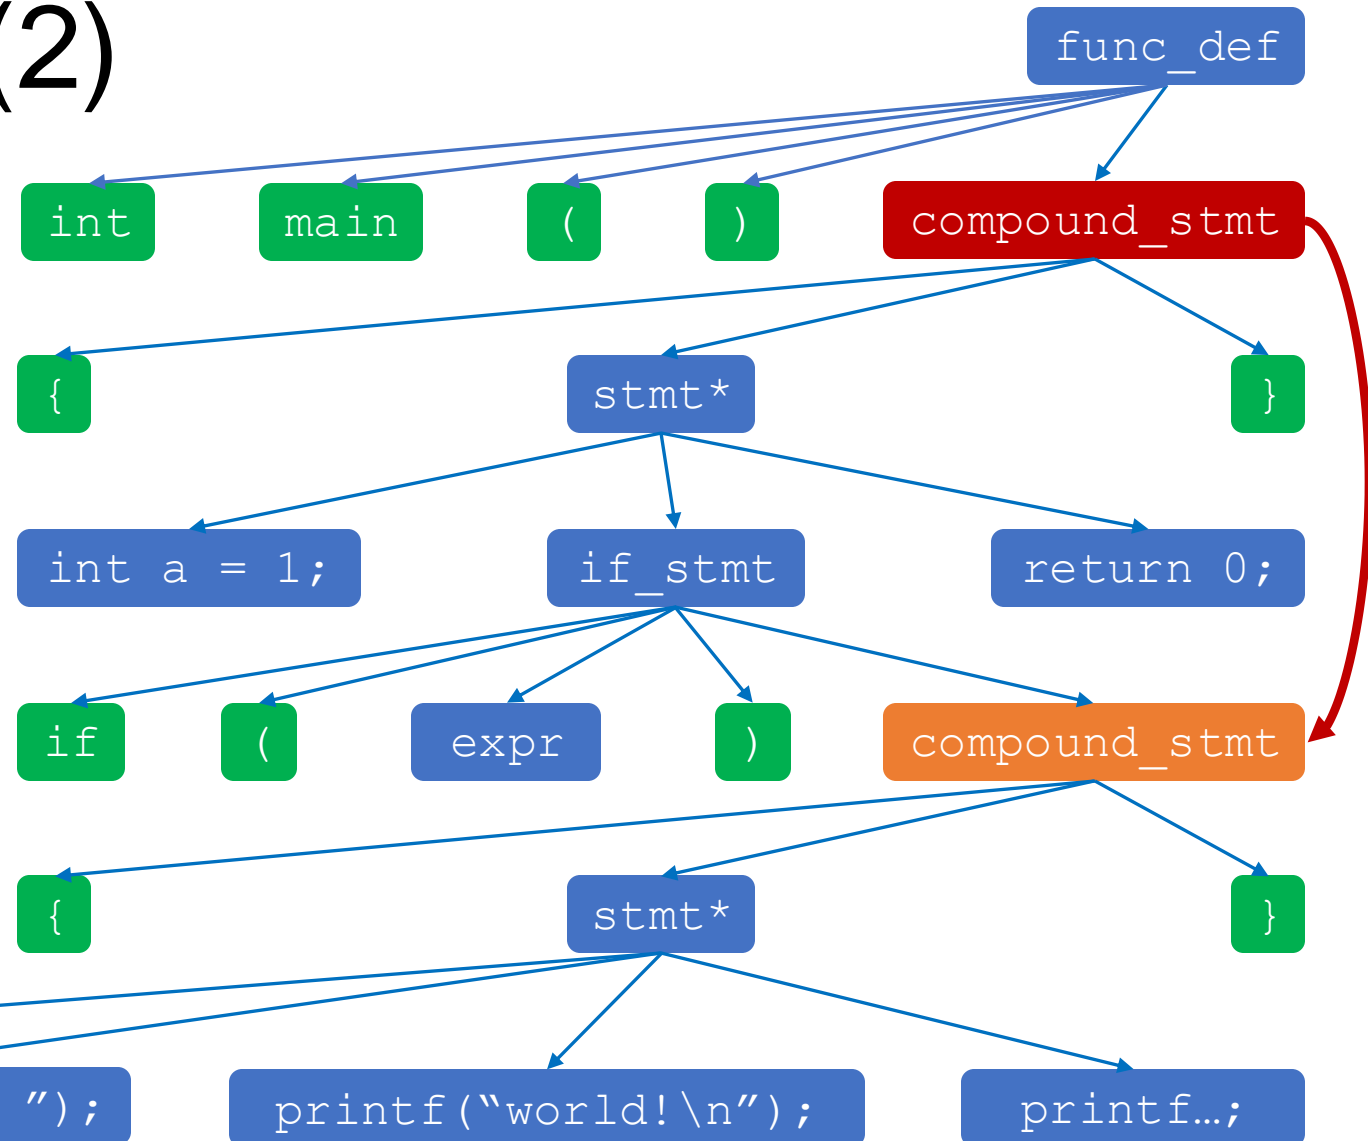 (2)
func_def
int main ( ) compound_stmt
{ stmt* }
int a = 1; if_stmt return 0;
if ( expr ) compound_stmt
{ stmt* }
"); printf(“world!\n”); printf…;